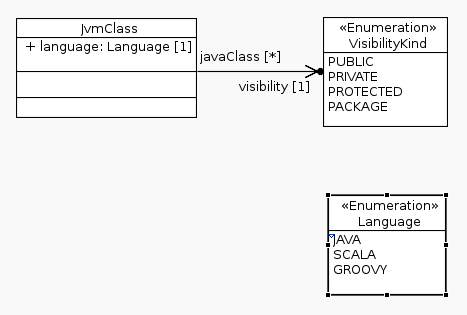 JvmClass
+ language: Language [1]
javaClass [*]
visibility [1]
«Enumeration»
VisibilityKind
PUBLIC
PRIVATE
PROTECTED
PACKAGE
«Enumeration»
Language
JAVA
SCALA
GROOVY